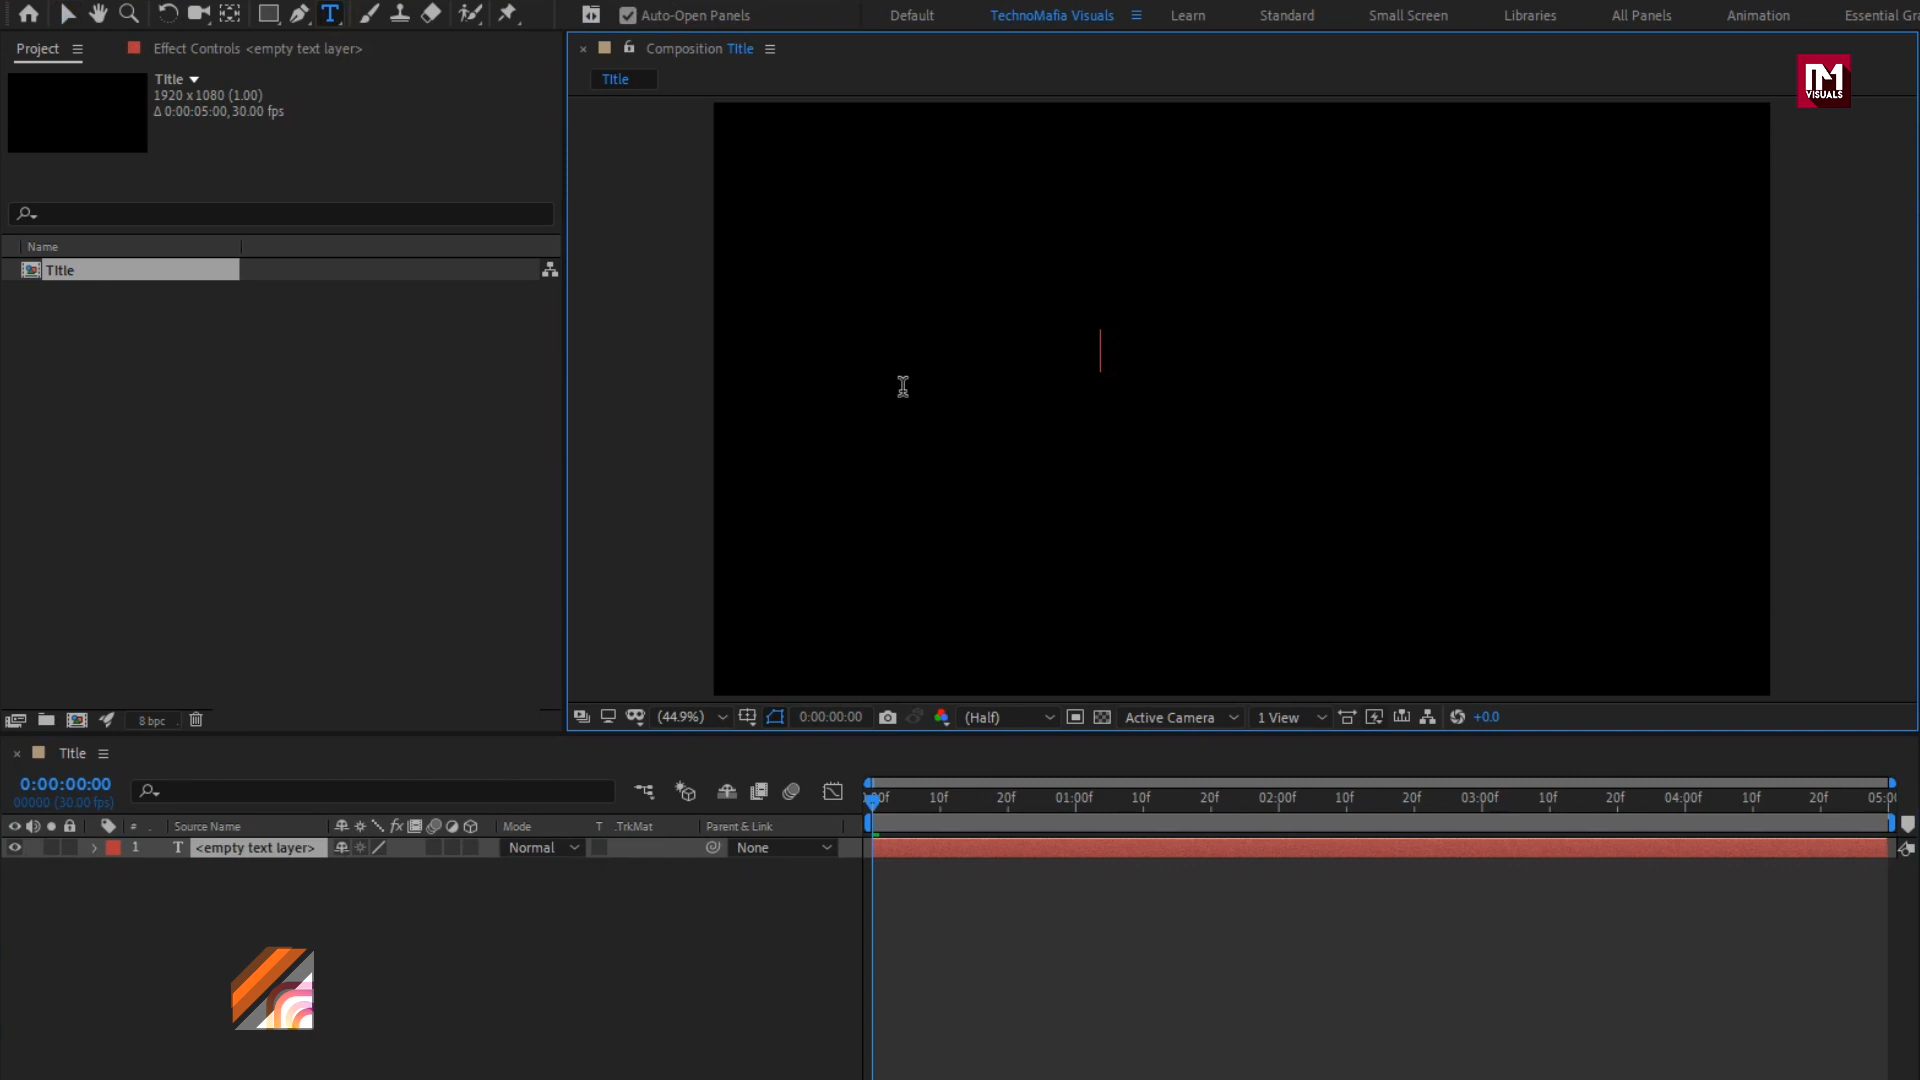 Auto-Open Panels
Default
TechnoMafia Visuals
Learn
Standard
Small Screen
Libraries
All Panels
Animation
Essential Gra
Project
Effect Controls <empty text layer>
TItle
1920 x 1080 (1.00)
Δ 0:00:05:00, 30.00 fps
Name
TItle
8 bpc
Composition TItle
TItle
VISUALS
(44.9%)
0:00:00:00
(Half)
Active Camera
1 View
+0.0
TItle
0:00:00:00
00000 (30.00 fps)
# .
Source Name
Mode
T .TrkMat
Parent & Link
1
T
<empty text layer>
Normal
None
:00f
10f
20f
01:00f
10f
20f
02:00f
10f
20f
03:00f
10f
20f
04:00f
10f
20f
05:00